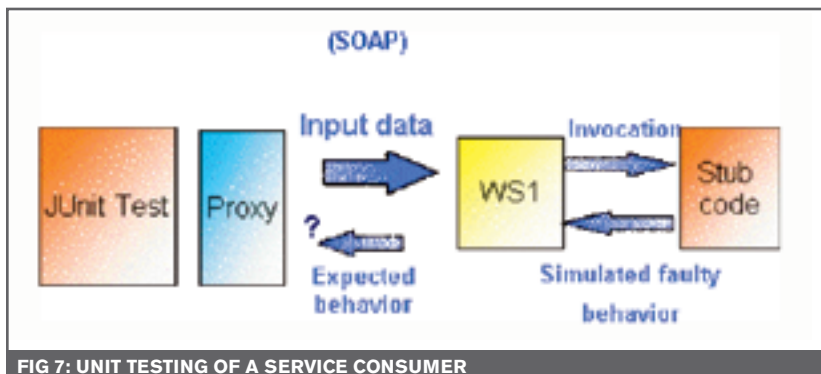 (SOAP)
Input data
Invocation
JUnit Test
Proxy
WS1
Stub
code
?
Expected
behavior
Simulated faulty
behavior
FIG 7: UNIT TESTING OF A SERVICE CONSUMER